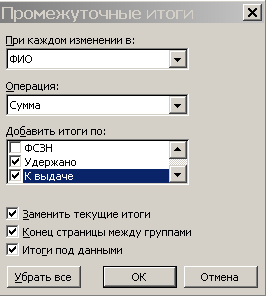 Промежуточные итоги
При каждом изменении в:
ФИО
Операция:
Сумма
Добавить итоги по:
ФСЗН
Удержано
К выдаче
Заменить текущие итоги
Конец страницы между группами
Итоги под данными
Убрать все
ОК
Отмена